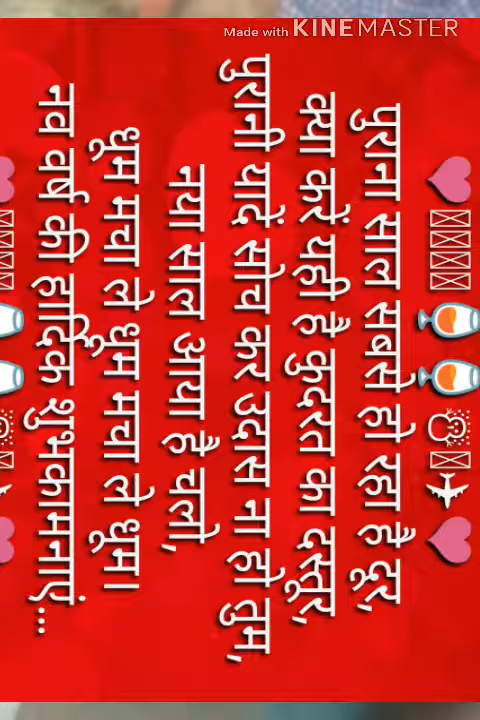 Made with KINEMASTER
पुराना साल सबसे हो रहा है दूर,
क्या करें यही है कुदरत का दस्तूर,
पुरानी यादें सोच कर उदास ना हो तुम,
नया साल आया है चलो,
धूम मचा ले धूम मचा ले धूम।
नव वर्ष की हार्दिक शुभकामनाएं...